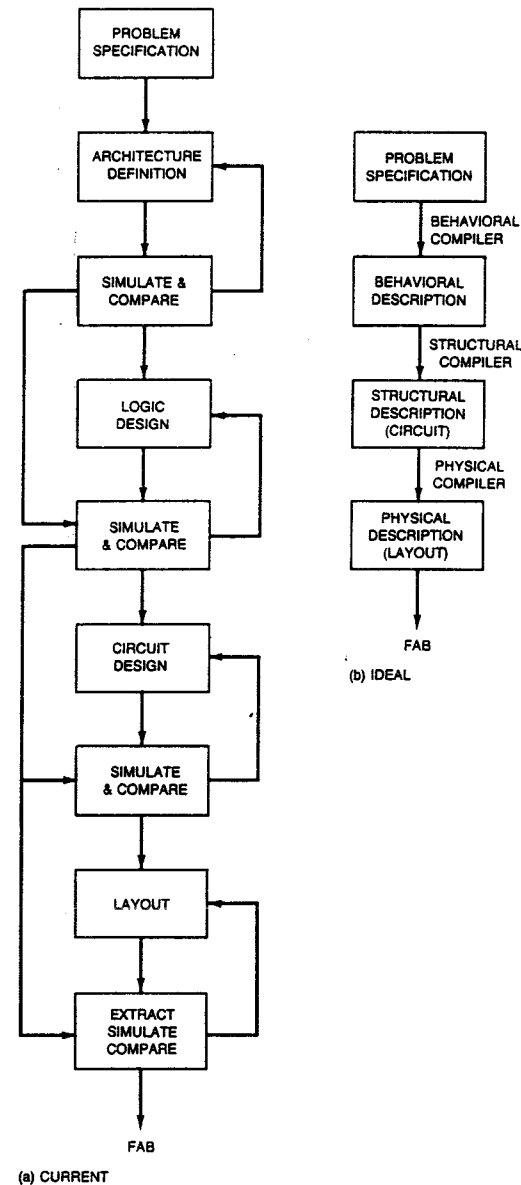 PROBLEM
SPECIFICATION
ARCHITECTURE
DEFINITION
SIMULATE &
COMPARE
LOGIC
DESIGN
SIMULATE
& COMPARE
CIRCUIT
DESIGN
SIMULATE
& COMPARE
LAYOUT
EXTRACT
SIMULATE
COMPARE
FAB
(a) CURRENT
PROBLEM
SPECIFICATION
BEHAVIORAL
COMPILER
BEHAVIORAL
DESCRIPTION
STRUCTURAL
COMPILER
STRUCTURAL
DESCRIPTION
(CIRCUIT)
PHYSICAL
COMPILER
PHYSICAL
DESCRIPTION
(LAYOUT)
FAB
(b) IDEAL